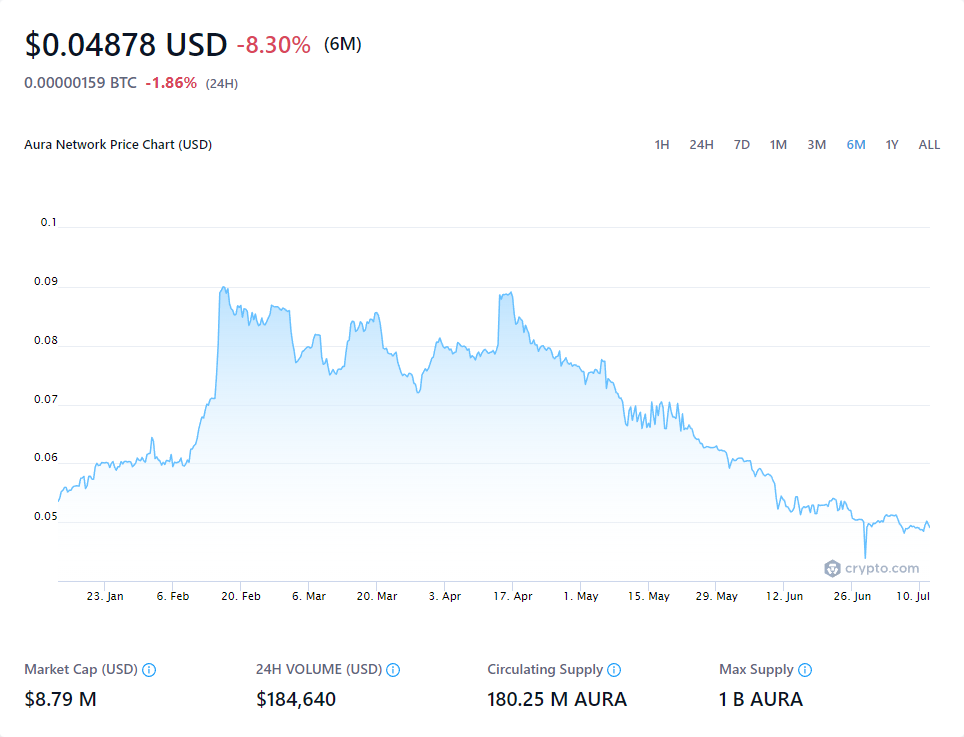 $0.04878 USD -8.30% (6M)
0.00000159 BTC -1.86% (24H)
Aura Network Price Chart (USD) 1H 24H 7D 1M 3M 6M 1Y ALL
0.1
0.09
0.08
0.07
0.06
0.05
crypto.com
23. Jan 6. Feb 20. Feb 6. Mar 20. Mar 3. Apr 17. Apr 1. May 15. May 29. May 12. Jun 26. Jun 10. Jul
Market Cap (USD) 24H VOLUME (USD) Circulating Supply Max Supply
$8.79 M $184,640 180.25 M AURA 1 B AURA